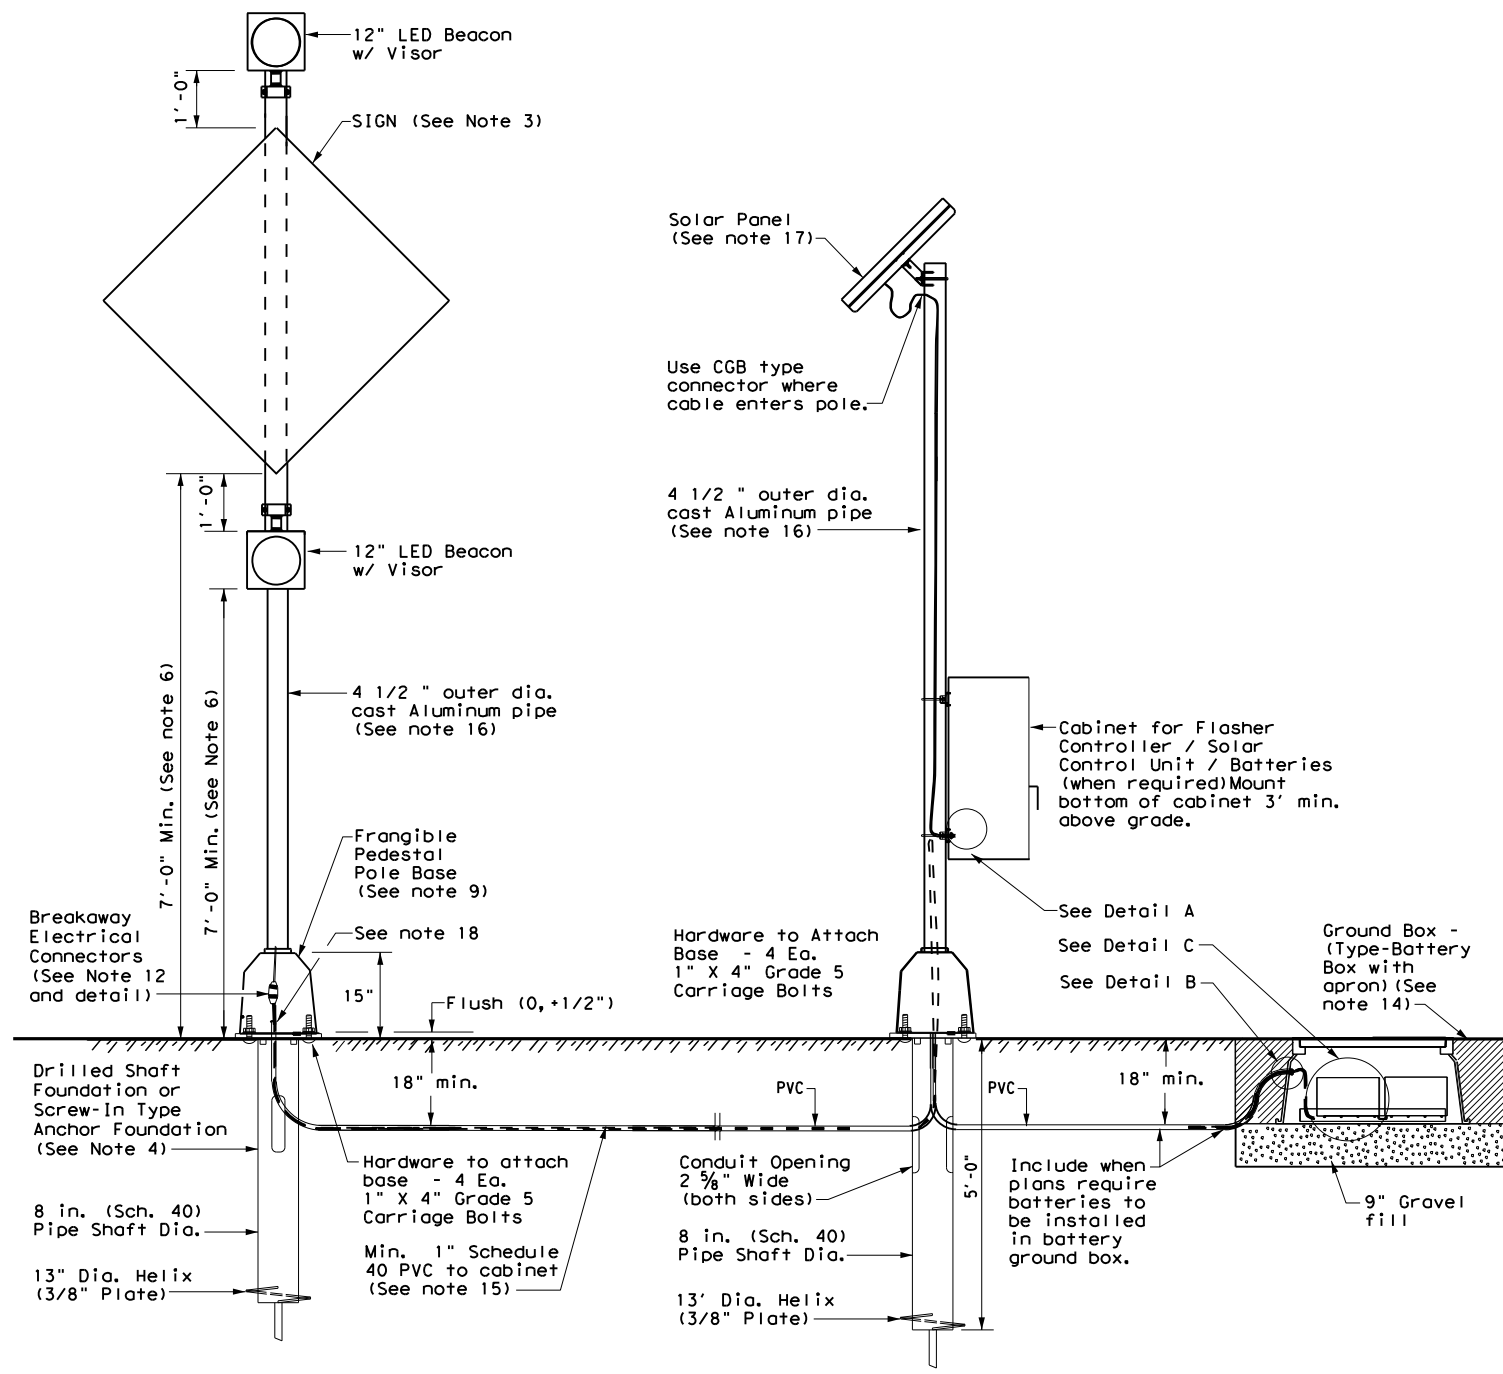 12" LED Beacon
w/ Visor
1'-0"
SIGN (See Note 3)
Solar Panel
(See note 17)
Use CGB type
connector where
cable enters pole.
1'-0"
4 1/2 " outer dia.
cast Aluminum pipe
(See note 16)
12" LED Beacon
w/ Visor
7'-0" Min. (See note 6)
7'-0" Min. (See Note 6)
4 1/2 " outer dia.
cast Aluminum pipe
(See note 16)
Cabinet for Flasher
Controller / Solar
Control Unit / Batteries
(when required)Mount
bottom of cabinet 3' min.
above grade.
Frangible
Pedestal
Pole Base
(See note 9)
Breakaway
Electrical
Connectors
(See Note 12
and detail)
See note 18
15"
Flush (0, +1/2")
Hardware to Attach
Base - 4 Ea.
1" X 4" Grade 5
Carriage Bolts
See Detail A
See Detail C
See Detail B
Ground Box -
(Type-Battery
Box with
apron) (See
note 14)
Drilled Shaft
Foundation or
Screw-In Type
Anchor Foundation
(See Note 4)
18" min.
PVC
PVC
18" min.
Hardware to attach
base - 4 Ea.
1" X 4" Grade 5
Carriage Bolts
Conduit Opening
2 5/8" Wide
(both sides)
5'-0"
Include when
plans require
batteries to
be installed
in battery
ground box.
9" Gravel
fill
8 in. (Sch. 40)
Pipe Shaft Dia.
Min. 1" Schedule
40 PVC to cabinet
(See note 15)
8 in. (Sch. 40)
Pipe Shaft Dia.
13" Dia. Helix
(3/8" Plate)
13' Dia. Helix
(3/8" Plate)